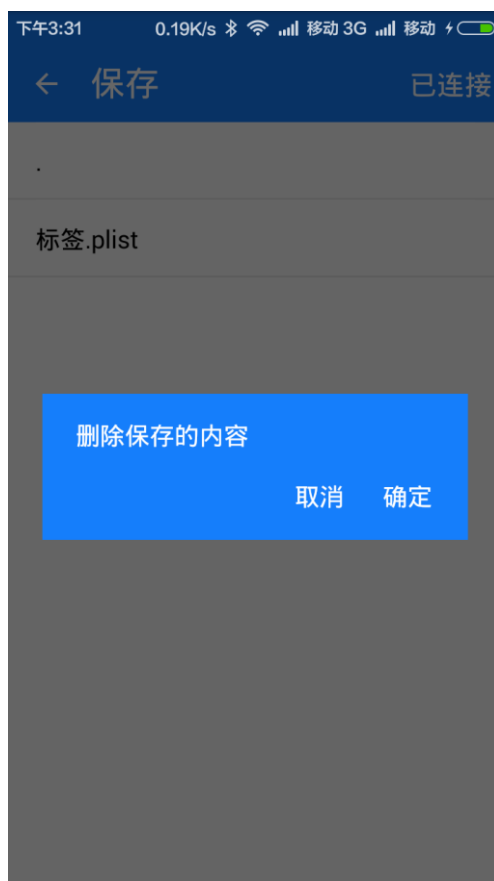 下午3:31 0.19K/s 移动 3G 移动
保存 已连接
.
标签.plist
删除保存的内容
取消 确定